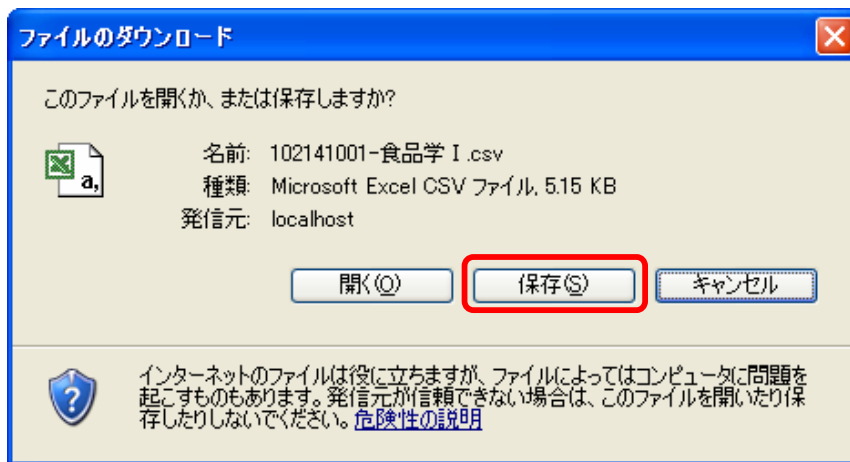 ファイルのダウンロード
このファイルを開くか、または保存しますか?
名前: 102141001-食品学Ⅰ.csv
a,
種類: Microsoft Excel CSV ファイル, 5.15 KB
発信元: localhost
開く(O) 保存(S) キャンセル
インターネットのファイルは役に立ちますが、ファイルによってはコンピュータに問題を
起こすものもあります。発信元が信頼できない場合は、このファイルを開いたり保
存したりしないでください。危険性の説明